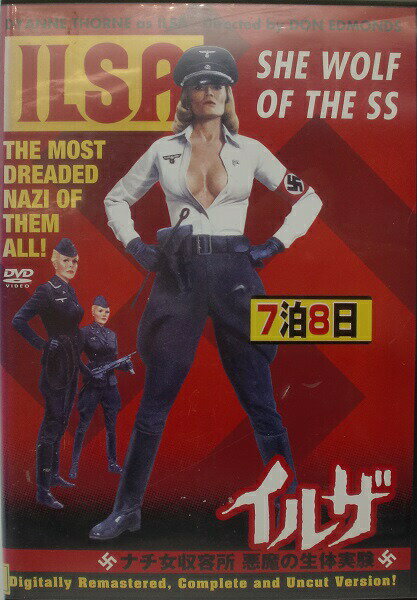 DYANNE THORNE as ILSA Directed by DON EDMONDS
ILSA
SHE WOLF
OF THE SS
THE MOST
DREADED
NAZI OF
THEM
ALL!
DVD
VIDEO
7泊8日
イルザ
卐ナチ女収容所 悪魔の生体実験卐
Digitally Remastered, Complete and Uncut Version!